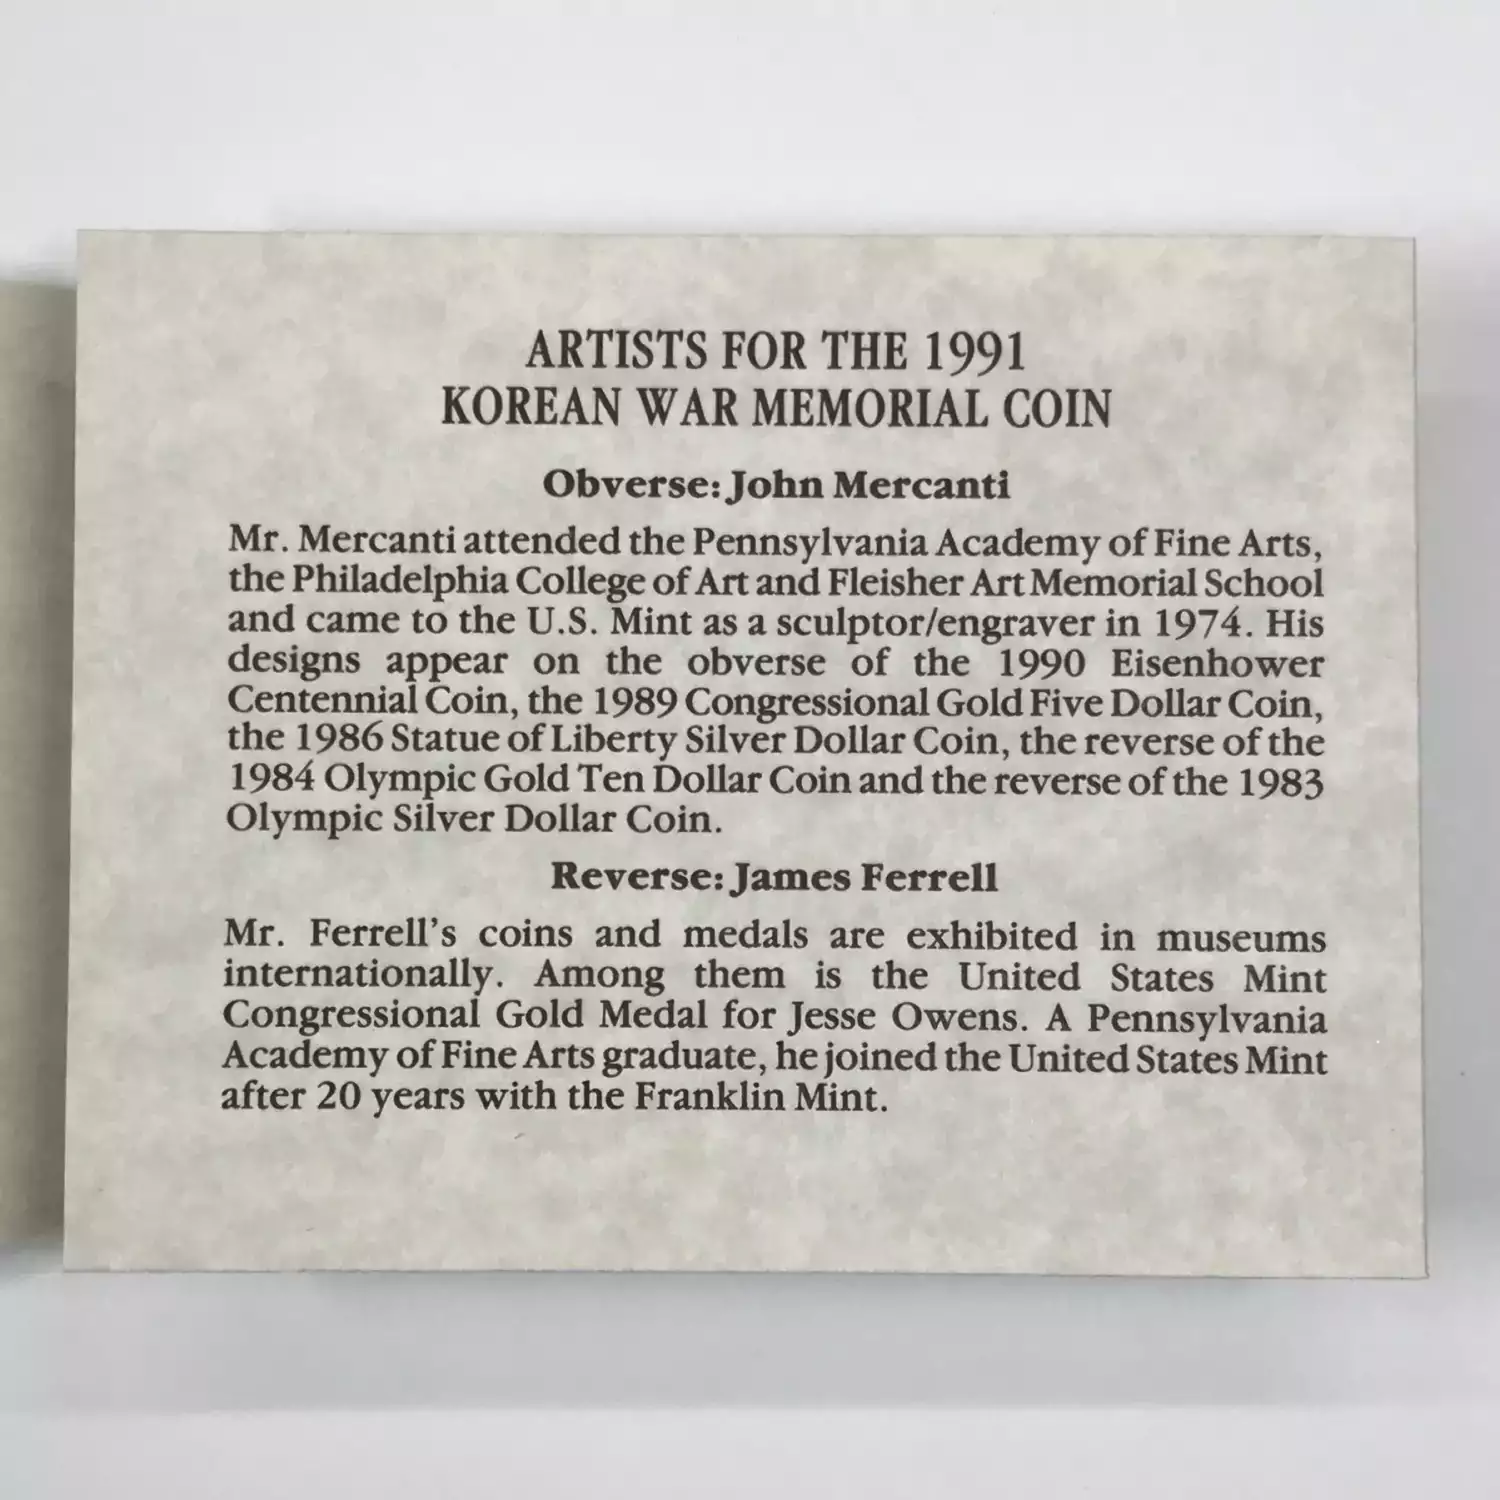 ARTISTS FOR THE 1991
KOREAN WAR MEMORIAL COIN
Obverse: John Mercanti
Mr. Mercanti attended the Pennsylvania Academy of Fine Arts,
the Philadelphia College of Art and Fleisher Art Memorial School
and came to the U.S. Mint as a sculptor/engraver in 1974. His
designs appear on the obverse of the 1990 Eisenhower
Centennial Coin, the 1989 Congressional Gold Five Dollar Coin,
the 1986 Statue of Liberty Silver Dollar Coin, the reverse of the
1984 Olympic Gold Ten Dollar Coin and the reverse of the 1983
Olympic Silver Dollar Coin.
Reverse: James Ferrell
Mr. Ferrell's coins and medals are exhibited in museums
internationally. Among them is the United States Mint
Congressional Gold Medal for Jesse Owens. A Pennsylvania
Academy of Fine Arts graduate, he joined the United States Mint
after 20 years with the Franklin Mint.